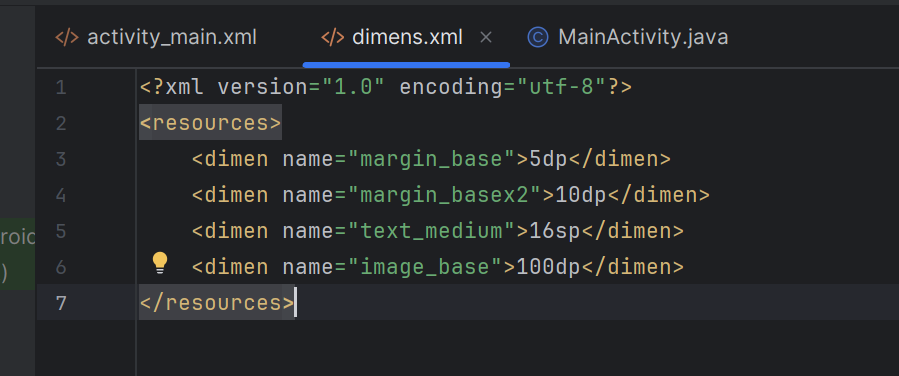 activity_main.xml dimens.xml MainActivity.java
1 <?xml version="1.0" encoding="utf-8"?>
2 <resources>
3     <dimen name="margin_base">5dp</dimen>
4     <dimen name="margin_basex2">10dp</dimen>
5     <dimen name="text_medium">16sp</dimen>
6     <dimen name="image_base">100dp</dimen>
7 </resources>